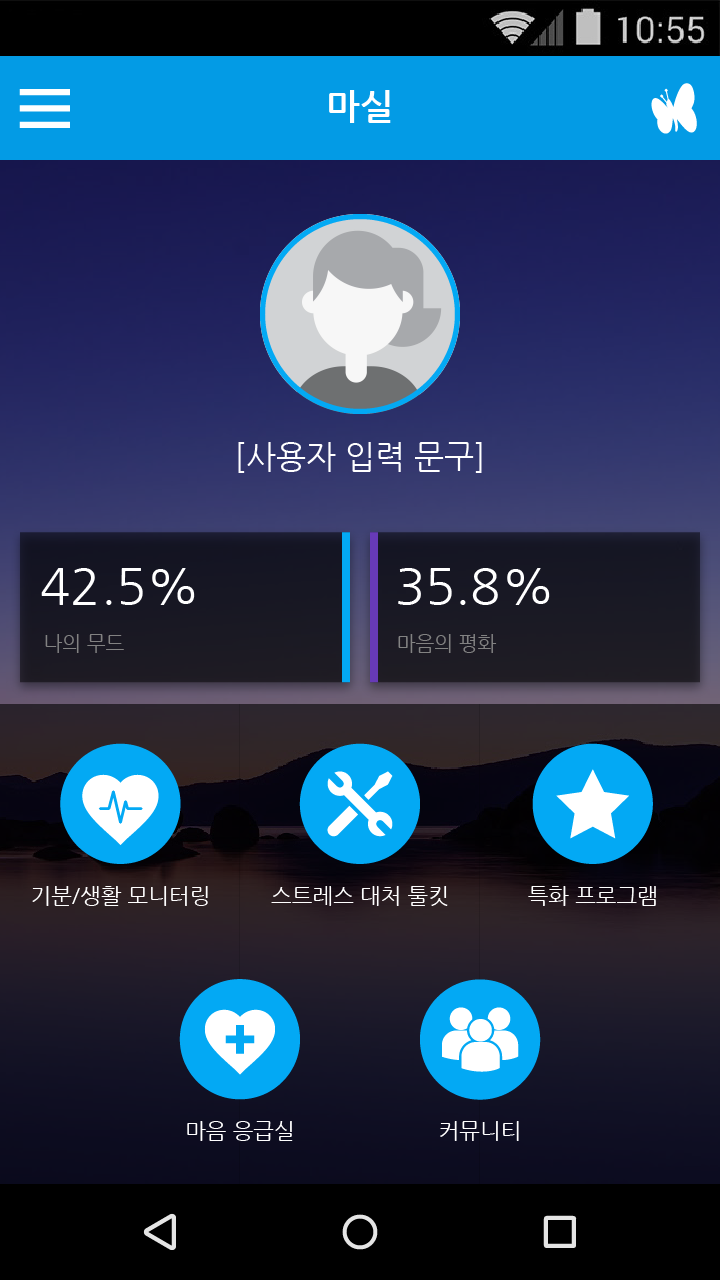 10:55
마실
[사용자 입력 문구]
42.5%
나의 무드
35.8%
마음의 평화
기분/생활 모니터링
스트레스 대처 툴킷
특화 프로그램
마음 응급실
커뮤니티